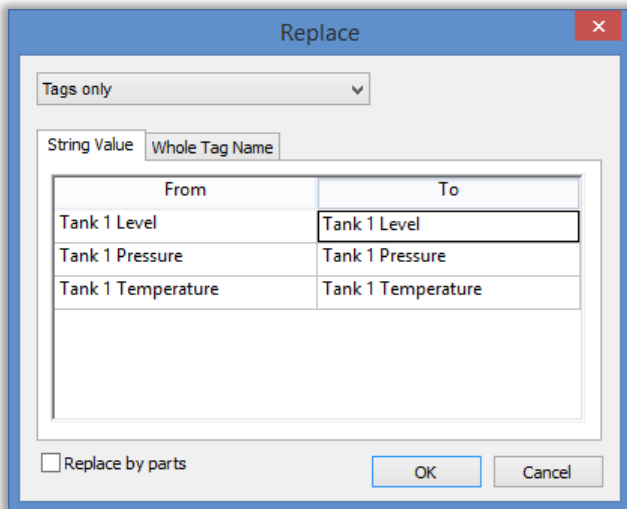 Replace
Tags only
String Value Whole Tag Name
From To
Tank 1 Level Tank 1 Level
Tank 1 Pressure Tank 1 Pressure
Tank 1 Temperature Tank 1 Temperature
Replace by parts OK Cancel